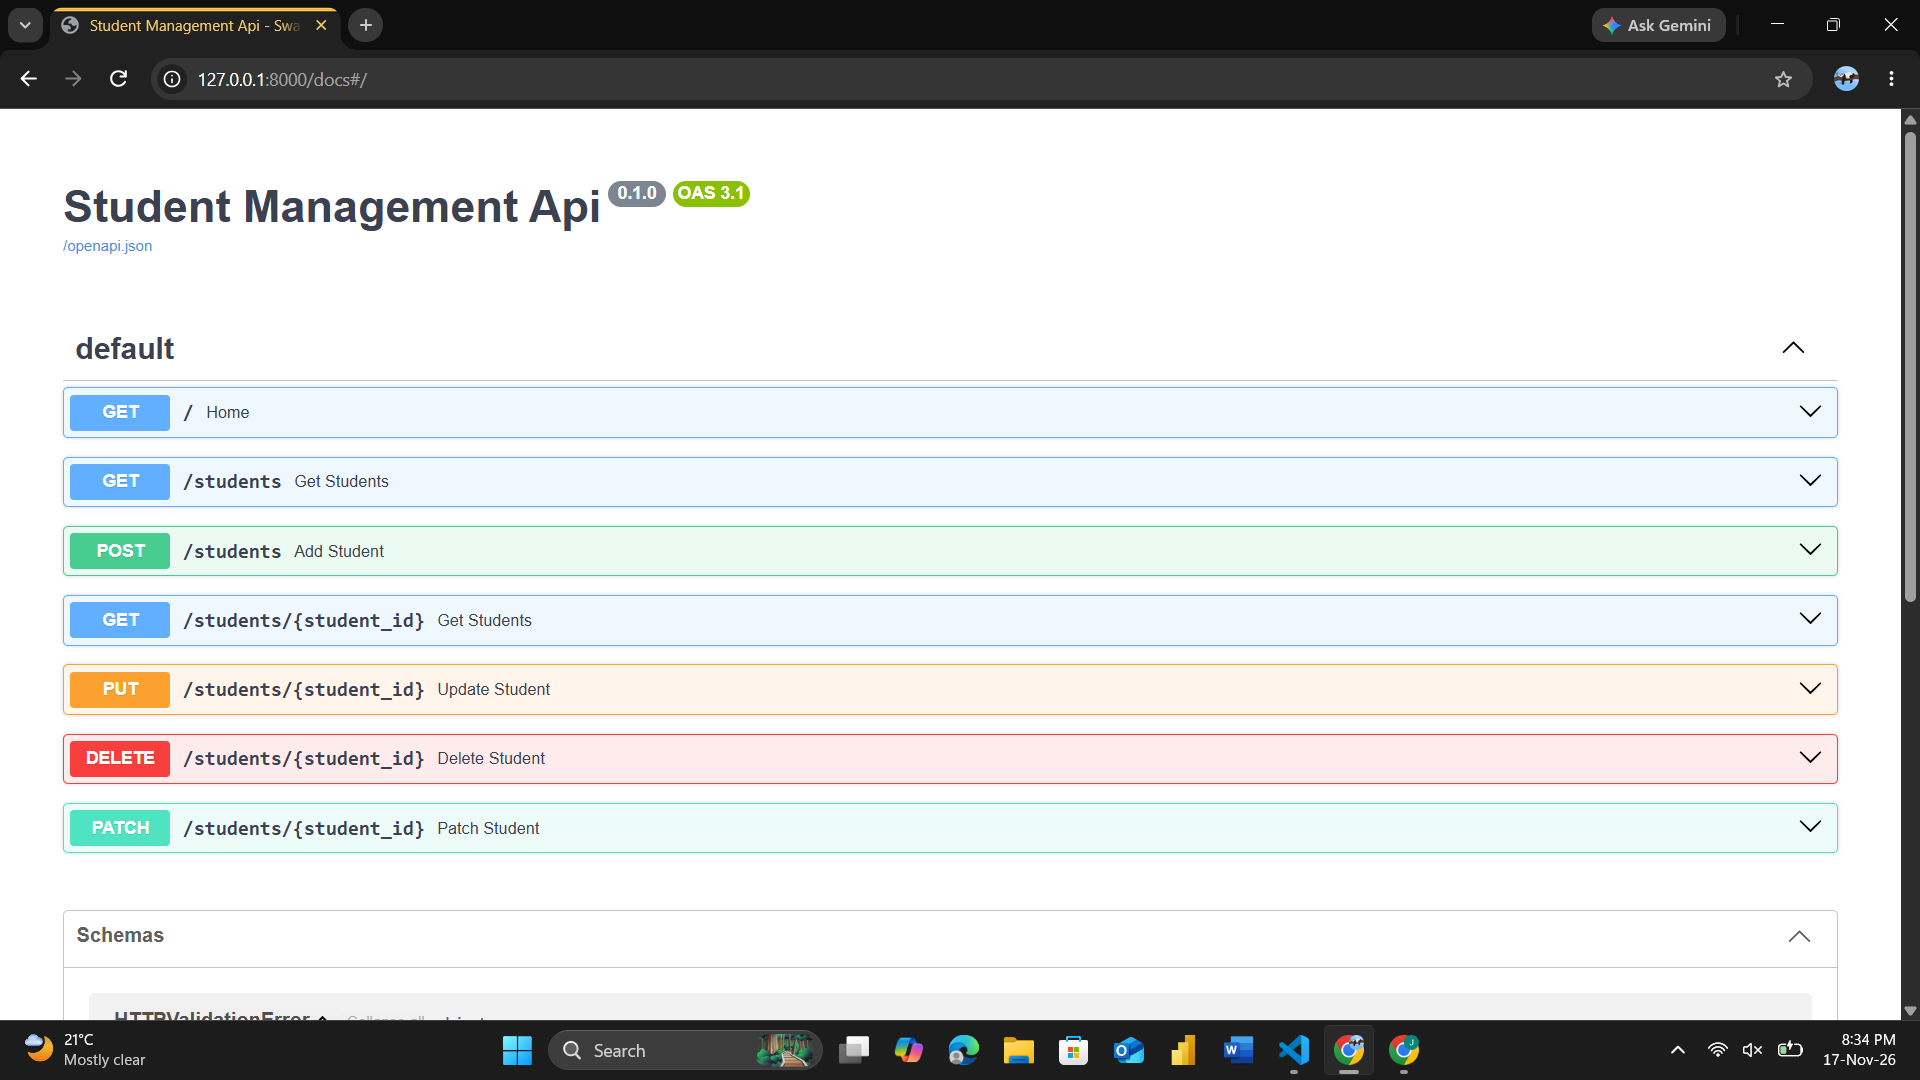 Student Management Api - Swa
Ask Gemini
127.0.0.1:8000/docs#/
Student Management Api 0.1.0 OAS 3.1
/openapi.json
default
GET / Home
GET /students Get Students
POST /students Add Student
GET /students/{student_id} Get Students
PUT /students/{student_id} Update Student
DELETE /students/{student_id} Delete Student
PATCH /students/{student_id} Patch Student
Schemas
HTTPValidationError
21°C
Mostly clear
Search
8:34 PM
17-Nov-26